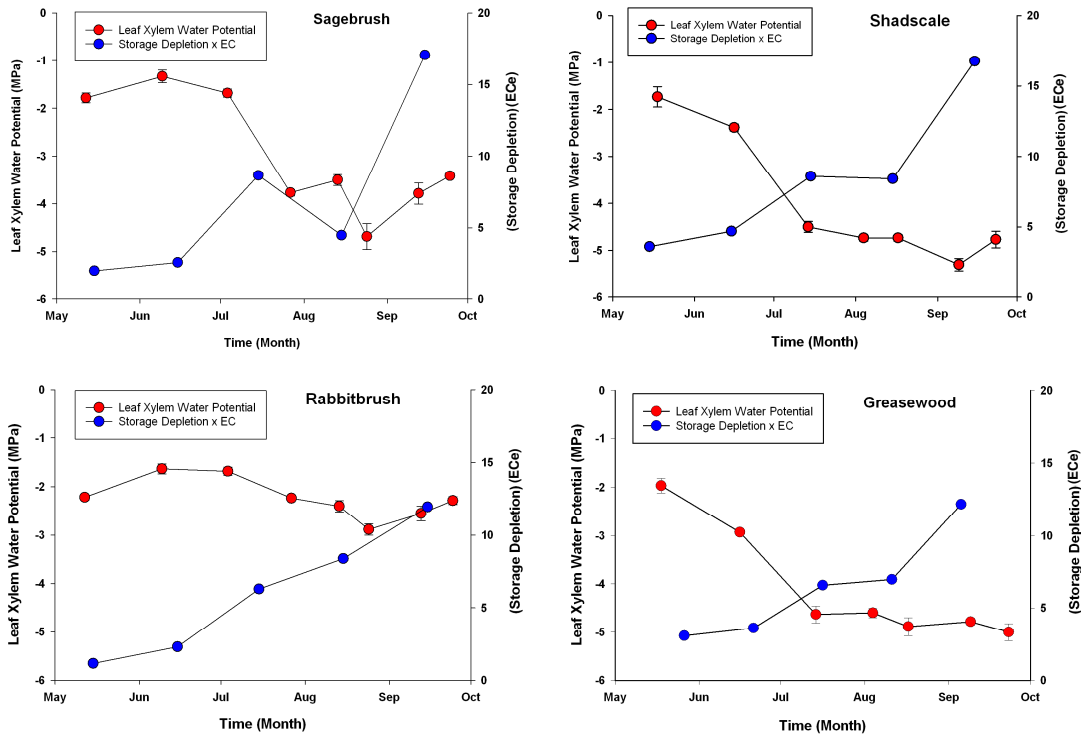 Sagebrush
Leaf Xylem Water Potential
Storage Depletion x EC
0
-1
-2
-3
-4
-5
-6
20
15
10
5
0
Leaf Xylem Water Potential (MPa)
(Storage Depletion)(ECe)
May Jun Jul Aug Sep Oct
Time (Month)
Shadscale
Leaf Xylem Water Potential
Storage Depletion x EC
0
-1
-2
-3
-4
-5
-6
20
15
10
5
0
Leaf Xylem Water Potential (MPa)
(Storage Depletion)(ECe)
May Jun Jul Aug Sep Oct
Time (Month)
Rabbitbrush
Leaf Xylem Water Potential
Storage Depletion x EC
0
-1
-2
-3
-4
-5
-6
20
15
10
5
0
Leaf Xylem Water Potential (MPa)
(Storage Depletion)(ECe)
May Jun Jul Aug Sep Oct
Time (Month)
Greasewood
Leaf Xylem Water Potential
Storage Depletion x EC
0
-1
-2
-3
-4
-5
-6
20
15
10
5
0
Leaf Xylem Water Potential (MPa)
(Storage Depletion)(ECe)
May Jun Jul Aug Sep Oct
Time (Month)